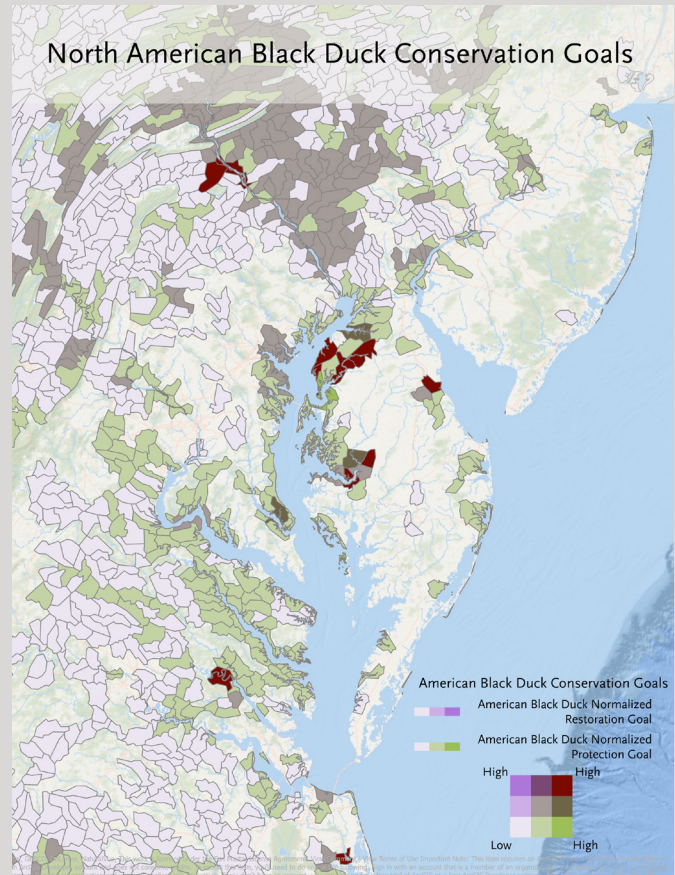 North American Black Duck Conservation Goals
American Black Duck Conservation Goals
American Black Duck Normalized
Restoration Goal
American Black Duck Normalized
Protection Goal
High
High
Low
High